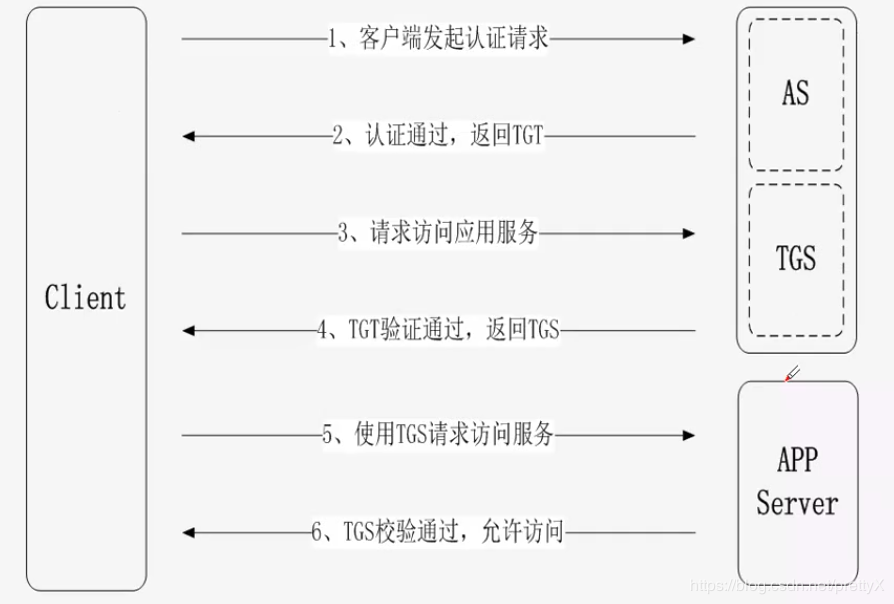 1、客户端发起认证请求
AS
2、认证通过，返回TGT
3、请求访问应用服务
TGS
Client
4、TGT验证通过，返回TGS
5、使用TGS请求访问服务
APP
Server
6、TGS校验通过，允许访问
https://blog.csdn.net/prettyX